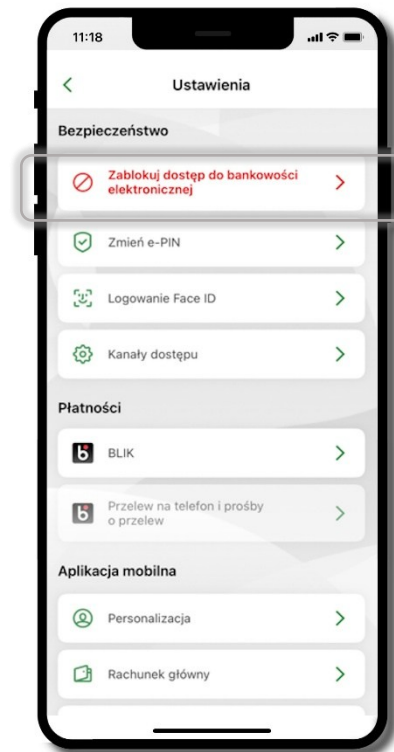 11:18
Ustawienia
Bezpieczeństwo
Zablokuj dostęp do bankowości
elektronicznej
Zmień e-PIN
Logowanie Face ID
Kanały dostępu
Płatności
BLIK
Przelew na telefon i prośby
o przelew
Aplikacja mobilna
Personalizacja
Rachunek główny